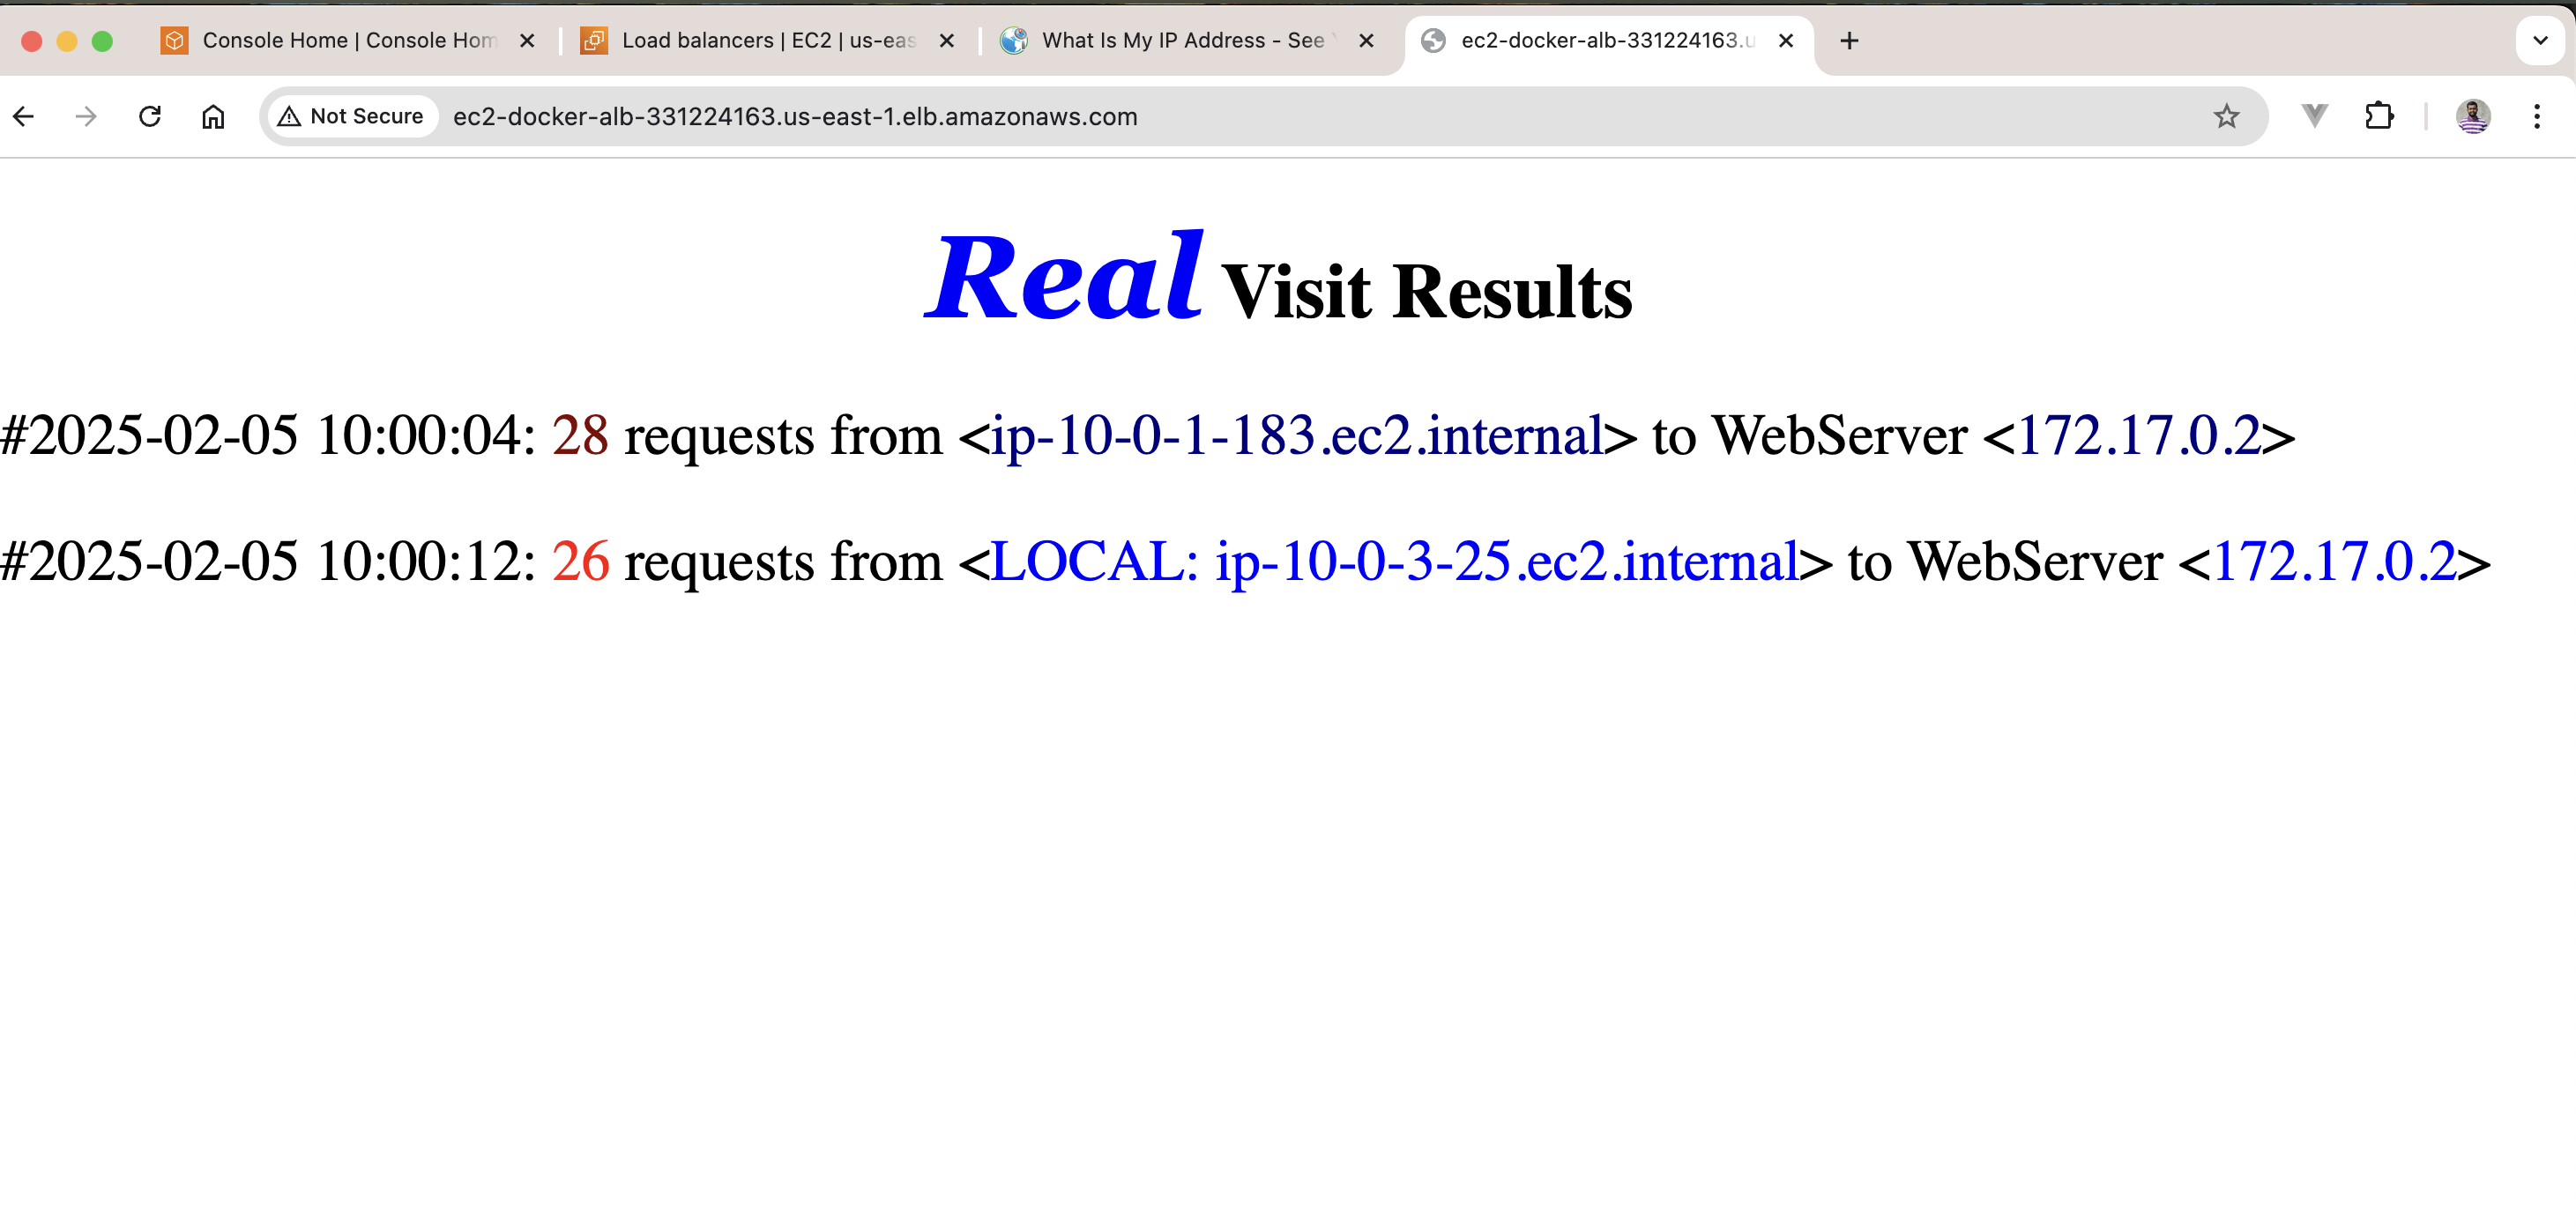 Console Home | Console Hom
Load balancers | EC2 | us-eas
What Is My IP Address - See
ec2-docker-alb-331224163.u
Not Secure
ec2-docker-alb-331224163.us-east-1.elb.amazonaws.com
Real Visit Results
#2025-02-05 10:00:04: 28 requests from <ip-10-0-1-183.ec2.internal> to WebServer <172.17.0.2>
#2025-02-05 10:00:12: 26 requests from <LOCAL: ip-10-0-3-25.ec2.internal> to WebServer <172.17.0.2>